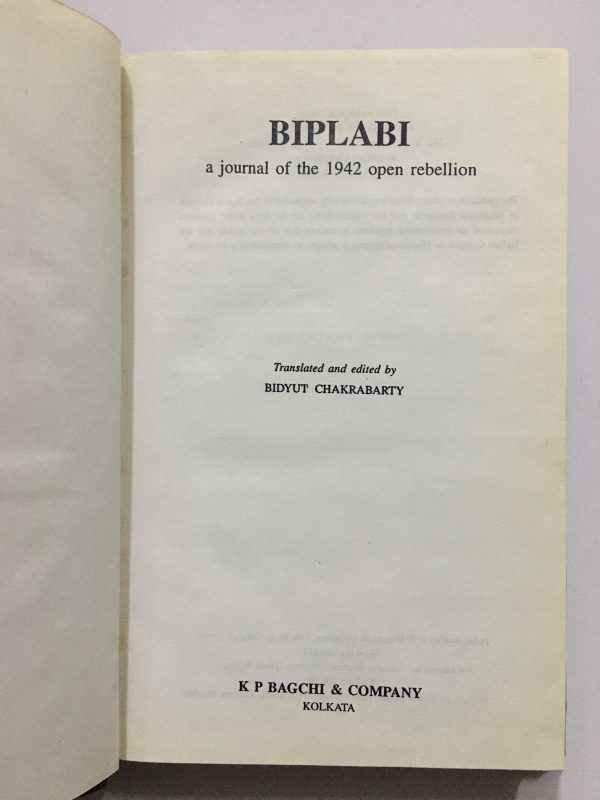 BIPLABI
a journal of the 1942 open rebellion
Translated and edited by
BIDYUT CHAKRABARTY
K P BAGCHI & COMPANY
KOLKATA